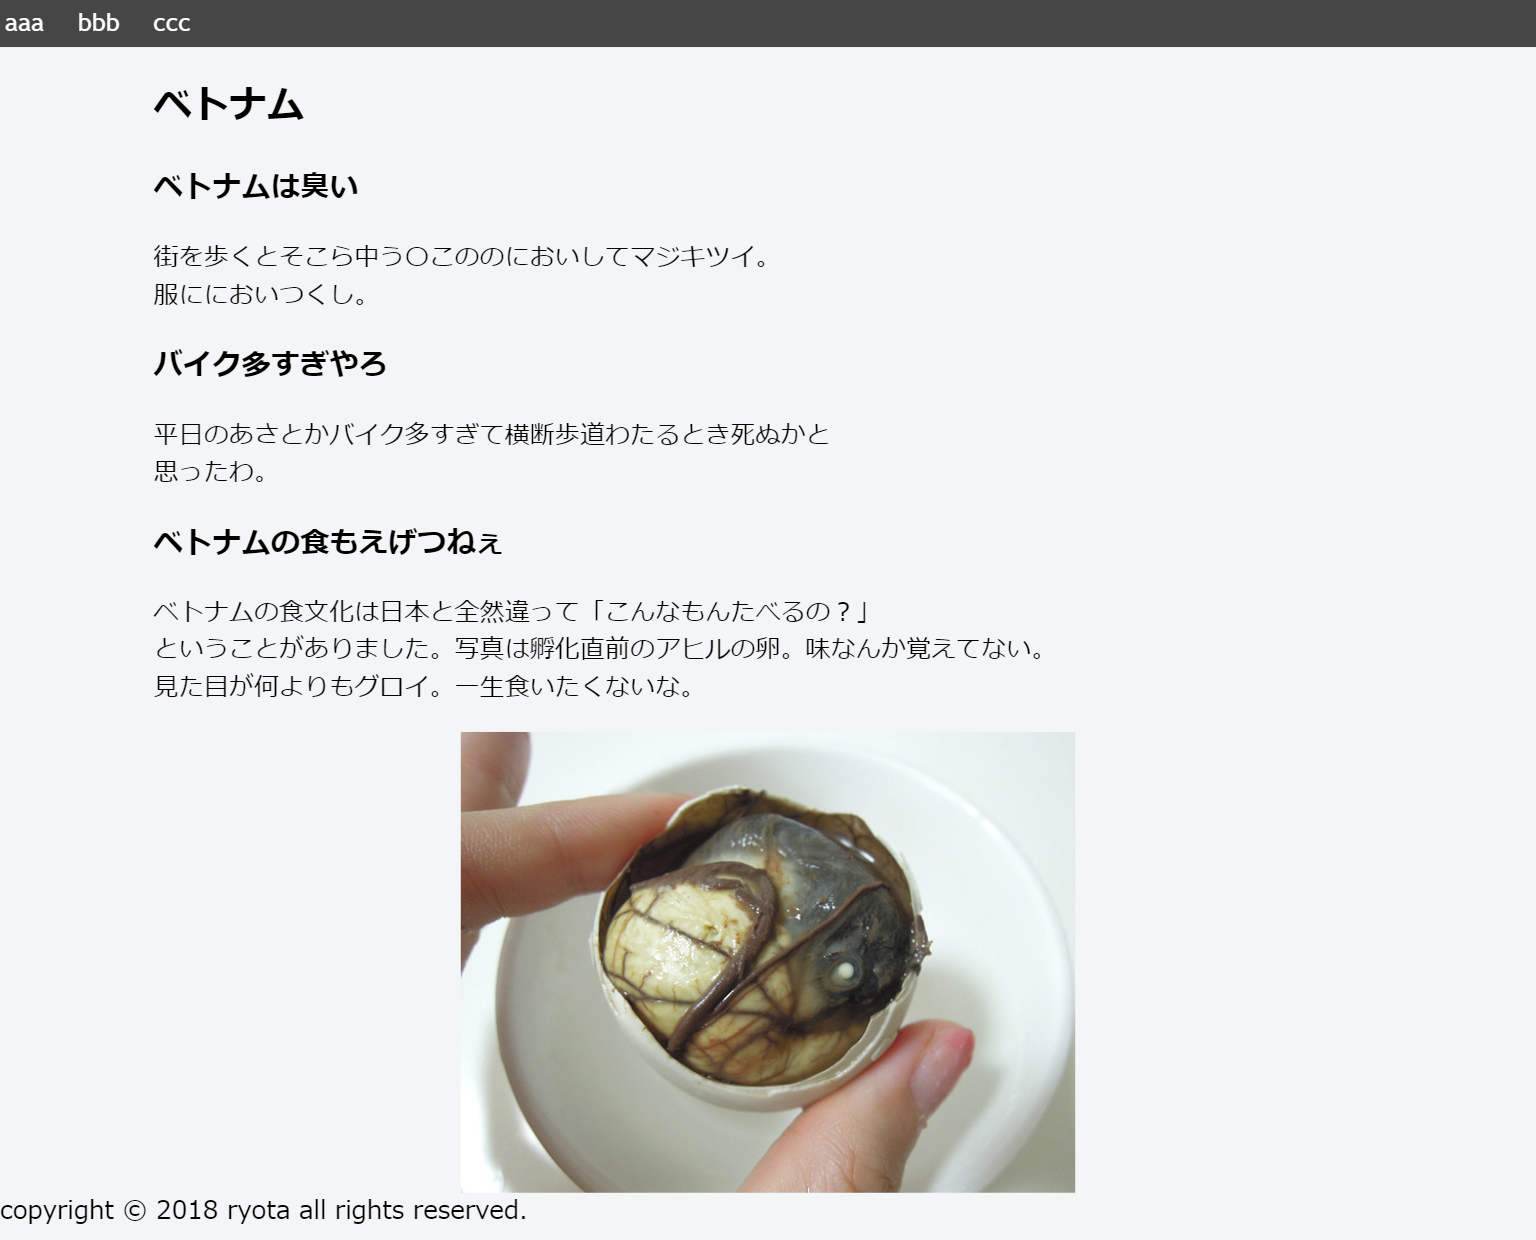 aaa bbb ccc
ベトナム
ベトナムは臭い
街を歩くとそこら中う〇こののにおいしてマジキツイ。
服ににおいつくし。
バイク多すぎやろ
平日のあさとかバイク多すぎて横断歩道わたるとき死ぬかと
思ったわ。
ベトナムの食もえげつねぇ
ベトナムの食文化は日本と全然違って「こんなもんたべるの？」
ということがありました。写真は孵化直前のアヒルの卵。味なんか覚えてない。
見た目が何よりもグロイ。一生食いたくないな。
copyright © 2018 ryota all rights reserved.